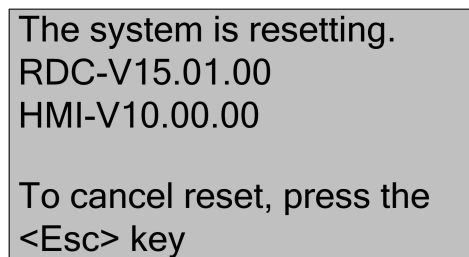 The system is resetting.
RDC-V15.01.00
HMI-V10.00.00
To cancel reset, press the
<Esc> key